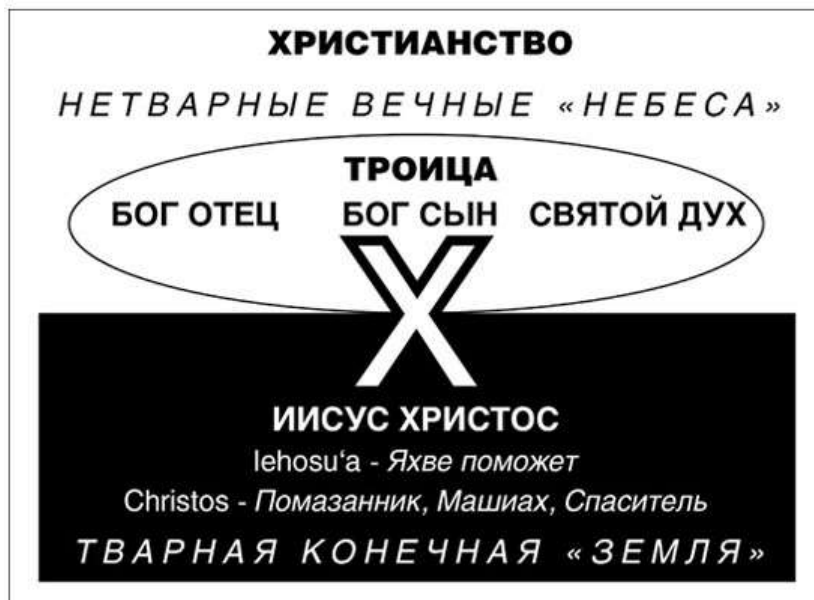 ХРИСТИАНСТВО
НЕТВАРНЫЕ ВЕЧНЫЕ «НЕБЕСА»
ТРОИЦА
БОГ ОТЕЦ БОГ СЫН СВЯТОЙ ДУХ
X
ИИСУС ХРИСТОС
Iehosu‘a - Яхве поможет
Christos - Помазанник, Машиах, Спаситель
ТВАРНАЯ КОНЕЧНАЯ «ЗЕМЛЯ»